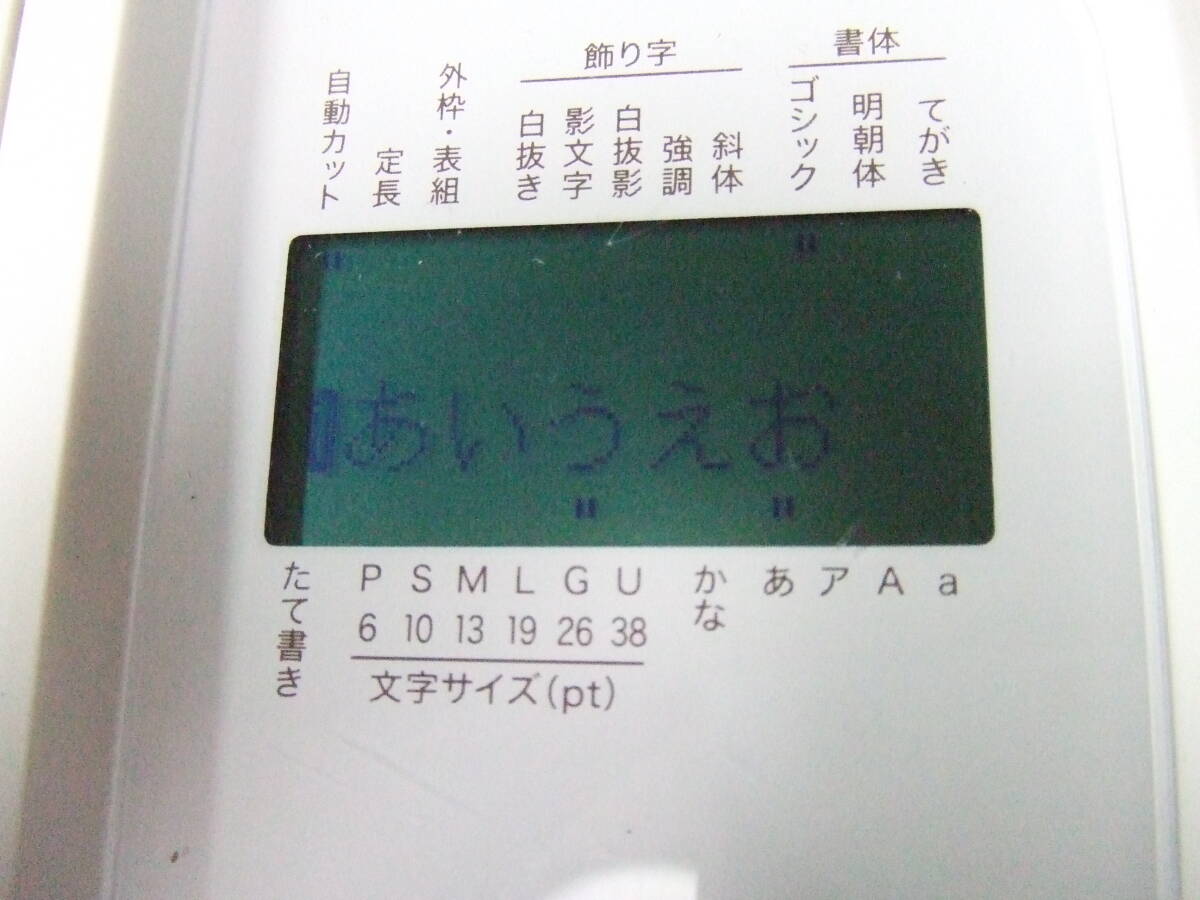 飾り字
書体
自動カット
定長
外枠・表組
白抜き
影文字
白抜影
強調
斜体
ゴシック
明朝体
てがき
あいうえお
たて書き
P S M L G U
6 10 13 19 26 38
文字サイズ(pt)
かな
あ ア A a